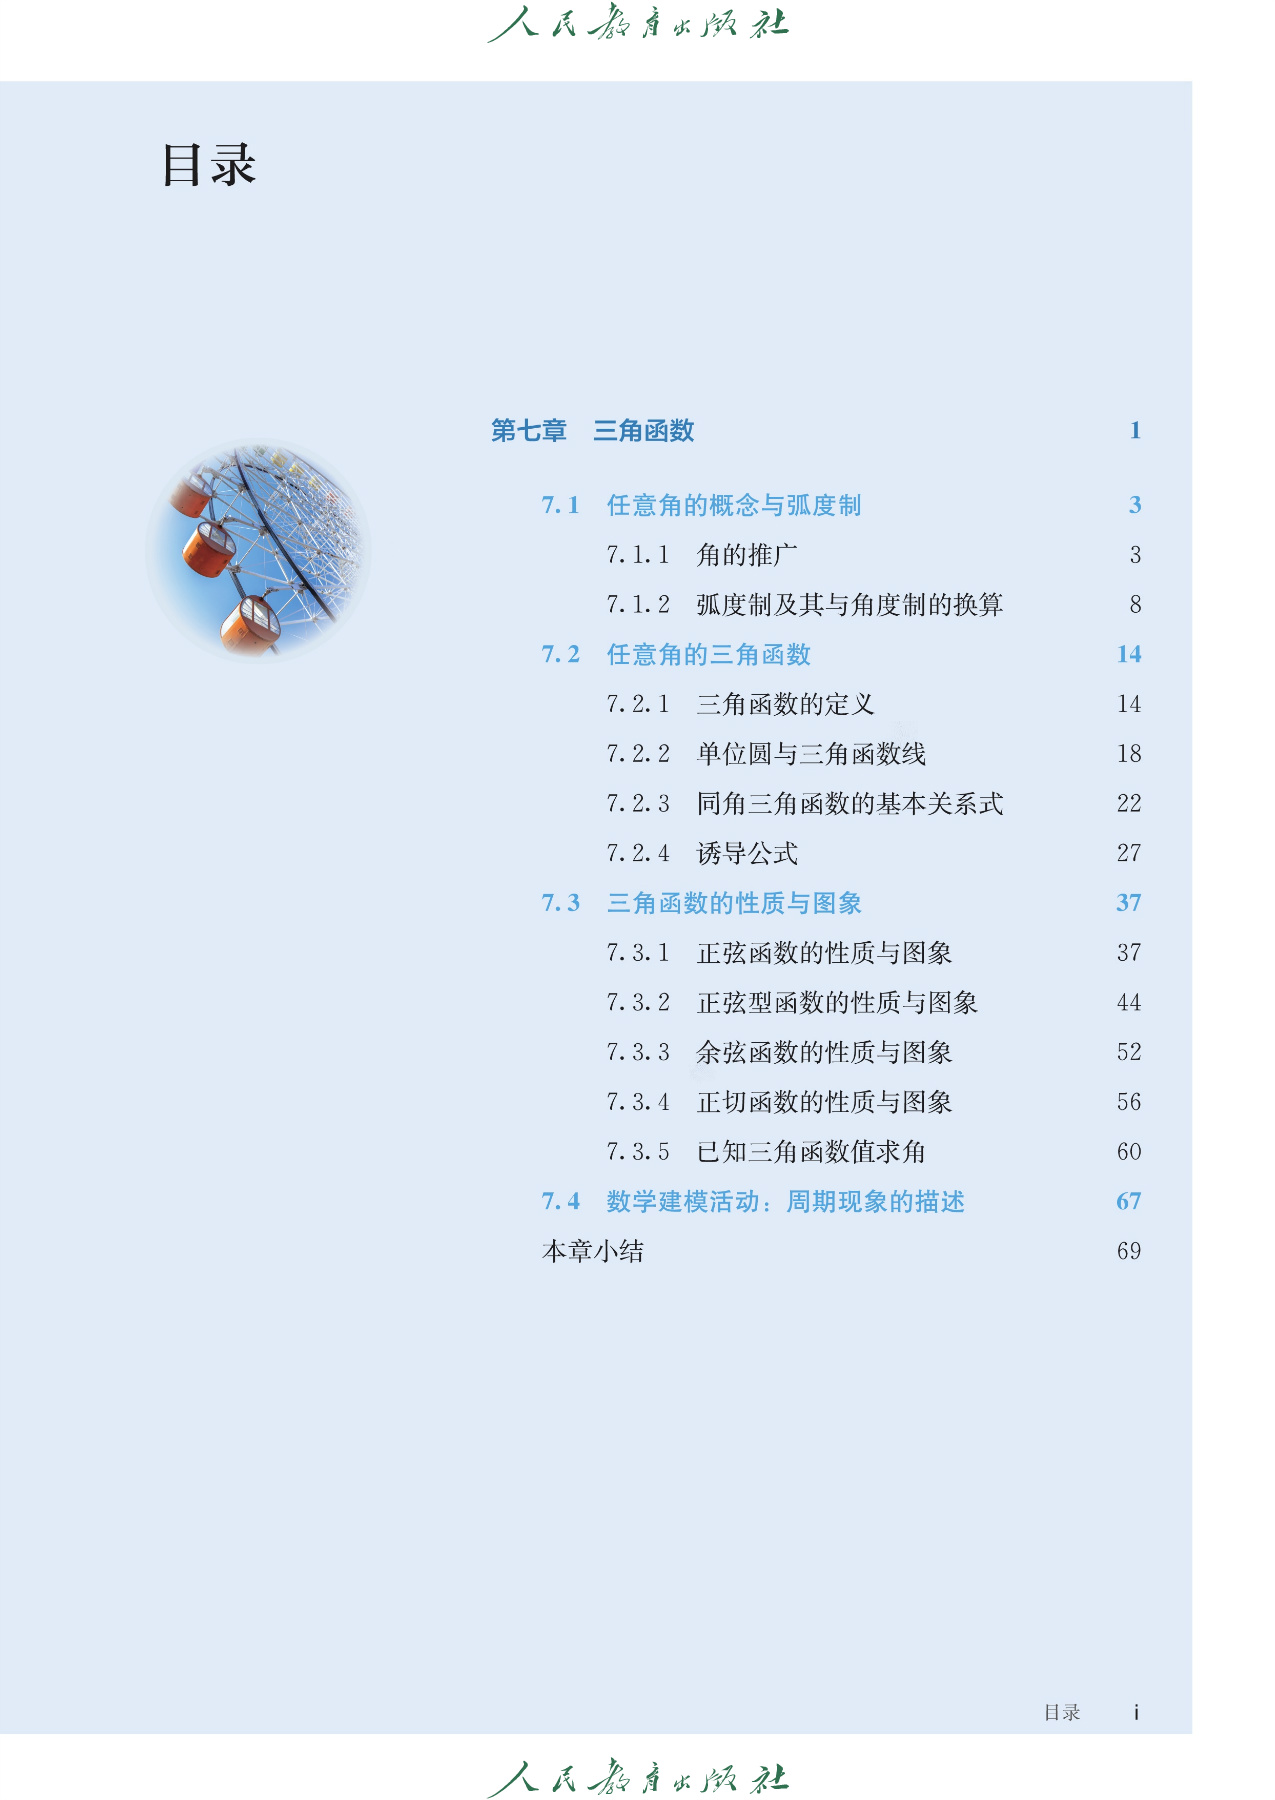 人民教育出版社
目录
第七章 三角函数 1
7.1 任意角的概念与弧度制 3
7.1.1 角的推广 3
7.1.2 弧度制及其与角度制的换算 8
7.2 任意角的三角函数 14
7.2.1 三角函数的定义 14
7.2.2 单位圆与三角函数线 18
7.2.3 同角三角函数的基本关系式 22
7.2.4 诱导公式 27
7.3 三角函数的性质与图象 37
7.3.1 正弦函数的性质与图象 37
7.3.2 正弦型函数的性质与图象 44
7.3.3 余弦函数的性质与图象 52
7.3.4 正切函数的性质与图象 56
7.3.5 已知三角函数值求角 60
7.4 数学建模活动：周期现象的描述 67
本章小结 69
目录 i
人民教育出版社